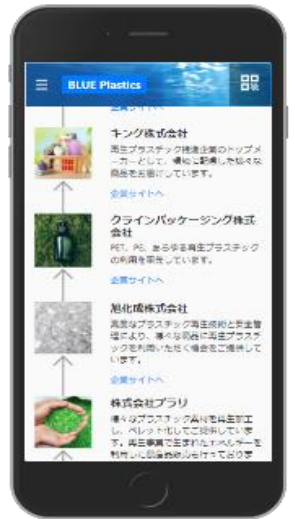 BLUE Plastics
企業サイトへ
キング株式会社
再生プラスチック製造企業のトップメ
ーカーとして、環境に配慮した様々な
商品をお届けしています。
企業サイトへ
クラインパッケージング株式
会社
PET、PE、あらゆる再生プラスチック
の利用を率先しています。
企業サイトへ
旭化成株式会社
高度なプラスチック再生技術と安全管
理により、様々な商品に再生プラスチ
ックを利用いただく機会をご提供して
います。
企業サイトへ
株式会社プラリ
様々なプラスチック素材を再生加工
し、ペレット化してご提供していま
す。再生事業で生まれたエネルギーを